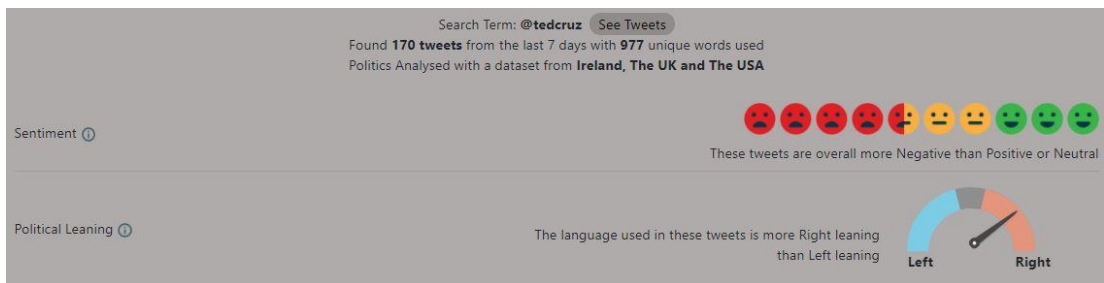 Search Term: @tedcruz See Tweets
Found 170 tweets from the last 7 days with 977 unique words used
Politics Analysed with a dataset from Ireland, The UK and The USA
Sentiment
These tweets are overall more Negative than Positive or Neutral
Political Leaning
The language used in these tweets is more Right leaning
than Left leaning
Left Right